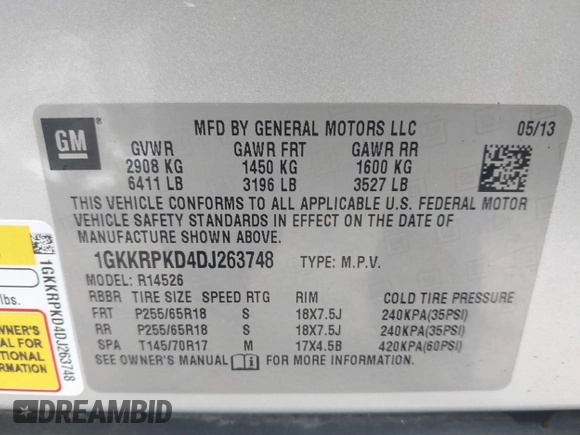 GM
®
MFD BY GENERAL MOTORS LLC 05/13
GVWR GAWR FRT GAWR RR
2908 KG 1450 KG 1600 KG
6411 LB 3196 LB 3527 LB
THIS VEHICLE CONFORMS TO ALL APPLICABLE U.S. FEDERAL MOTOR
VEHICLE SAFETY STANDARDS IN EFFECT ON THE DATE OF
MANUFACTURE SHOWN ABOVE.
1GKKRPKD4DJ263748 TYPE: M.P.V.
MODEL: R14526
RBBR TIRE SIZE SPEED RTG RIM COLD TIRE PRESSURE
FRT P255/65R18 S 18X7.5J 240KPA(35PSI)
RR P255/65R18 S 18X7.5J 240KPA(35PSI)
SPA T145/70R17 M 17X4.5B 420KPA(60PSI)
SEE OWNER'S MANUAL FOR MORE INFORMATION
1GKKRPKD4DJ263748
lbs.
OWNER'S
AL FOR
TIONAL
MATION
DREAMBID